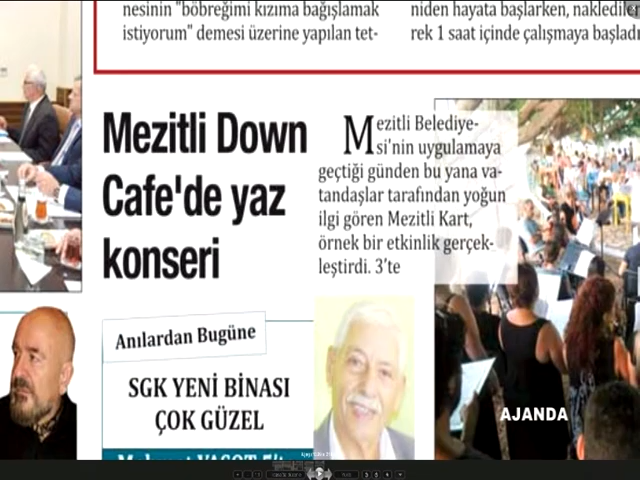 nesinin "böbreğimi kızıma bağışlamak
istiyorum" demesi üzerine yapılan tet-
niden hayata başlarken, nakledilen
rek 1 saat içinde çalışmaya başladı
Mezitli Down
Cafe'de yaz
konseri
Mezitli Belediye-
si'nin uygulamaya
geçtiği günden bu yana va-
tandaşlar tarafından yoğun
ilgi gören Mezitli Kart,
örnek bir etkinlik gerçek-
leştirdi. 3'te
Anılardan Bugüne
SGK YENİ BİNASI
ÇOK GÜZEL
AJANDA